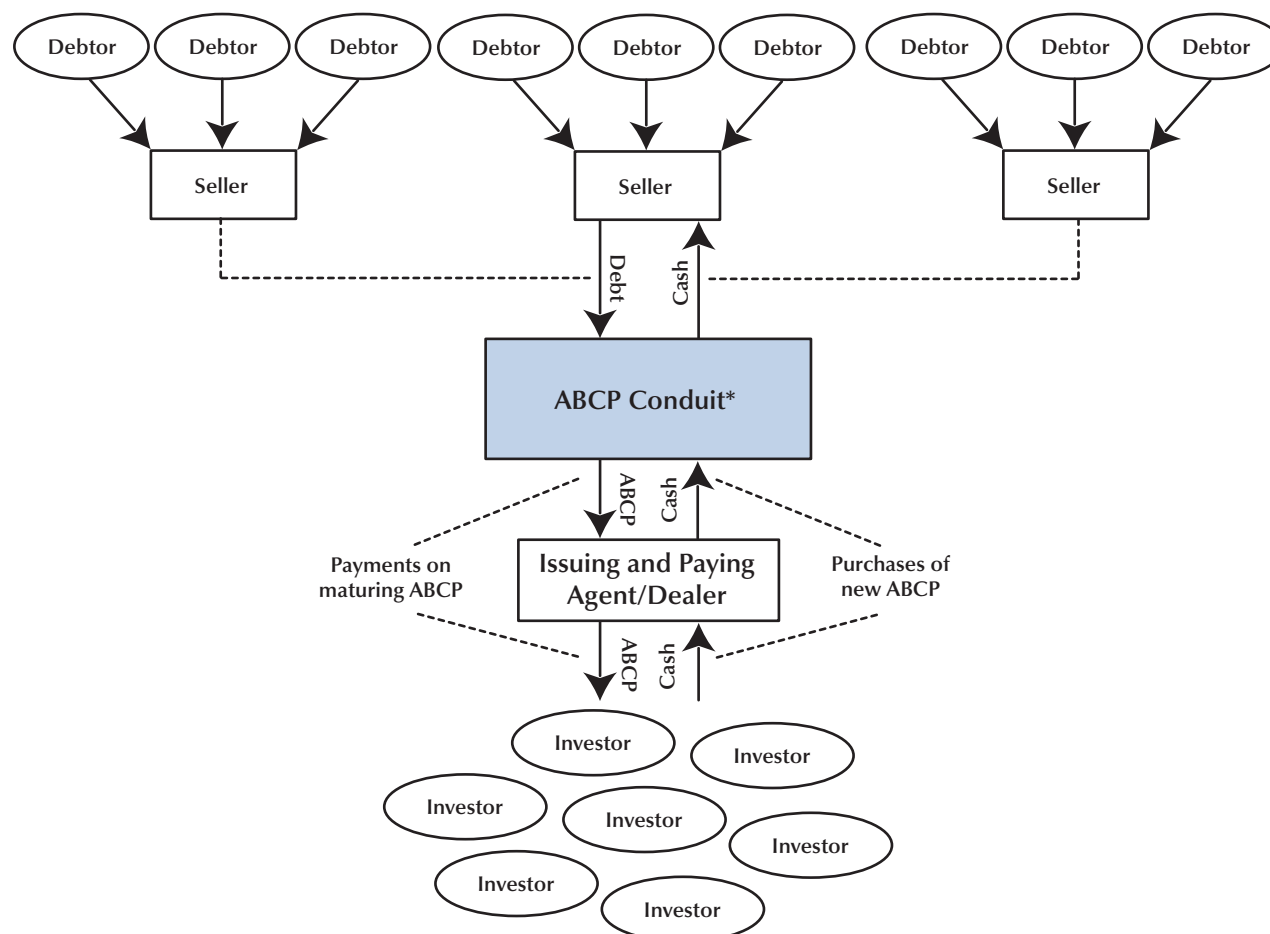 Debtor
Debtor
Debtor
Debtor
Debtor
Debtor
Debtor
Debtor
Debtor
Seller
Seller
Seller
Debt
Cash
ABCP Conduit*
ABCP
Cash
Payments on
maturing ABCP
Issuing and Paying
Agent/Dealer
Purchases of
new ABCP
ABCP
Cash
Investor
Investor
Investor
Investor
Investor
Investor
Investor